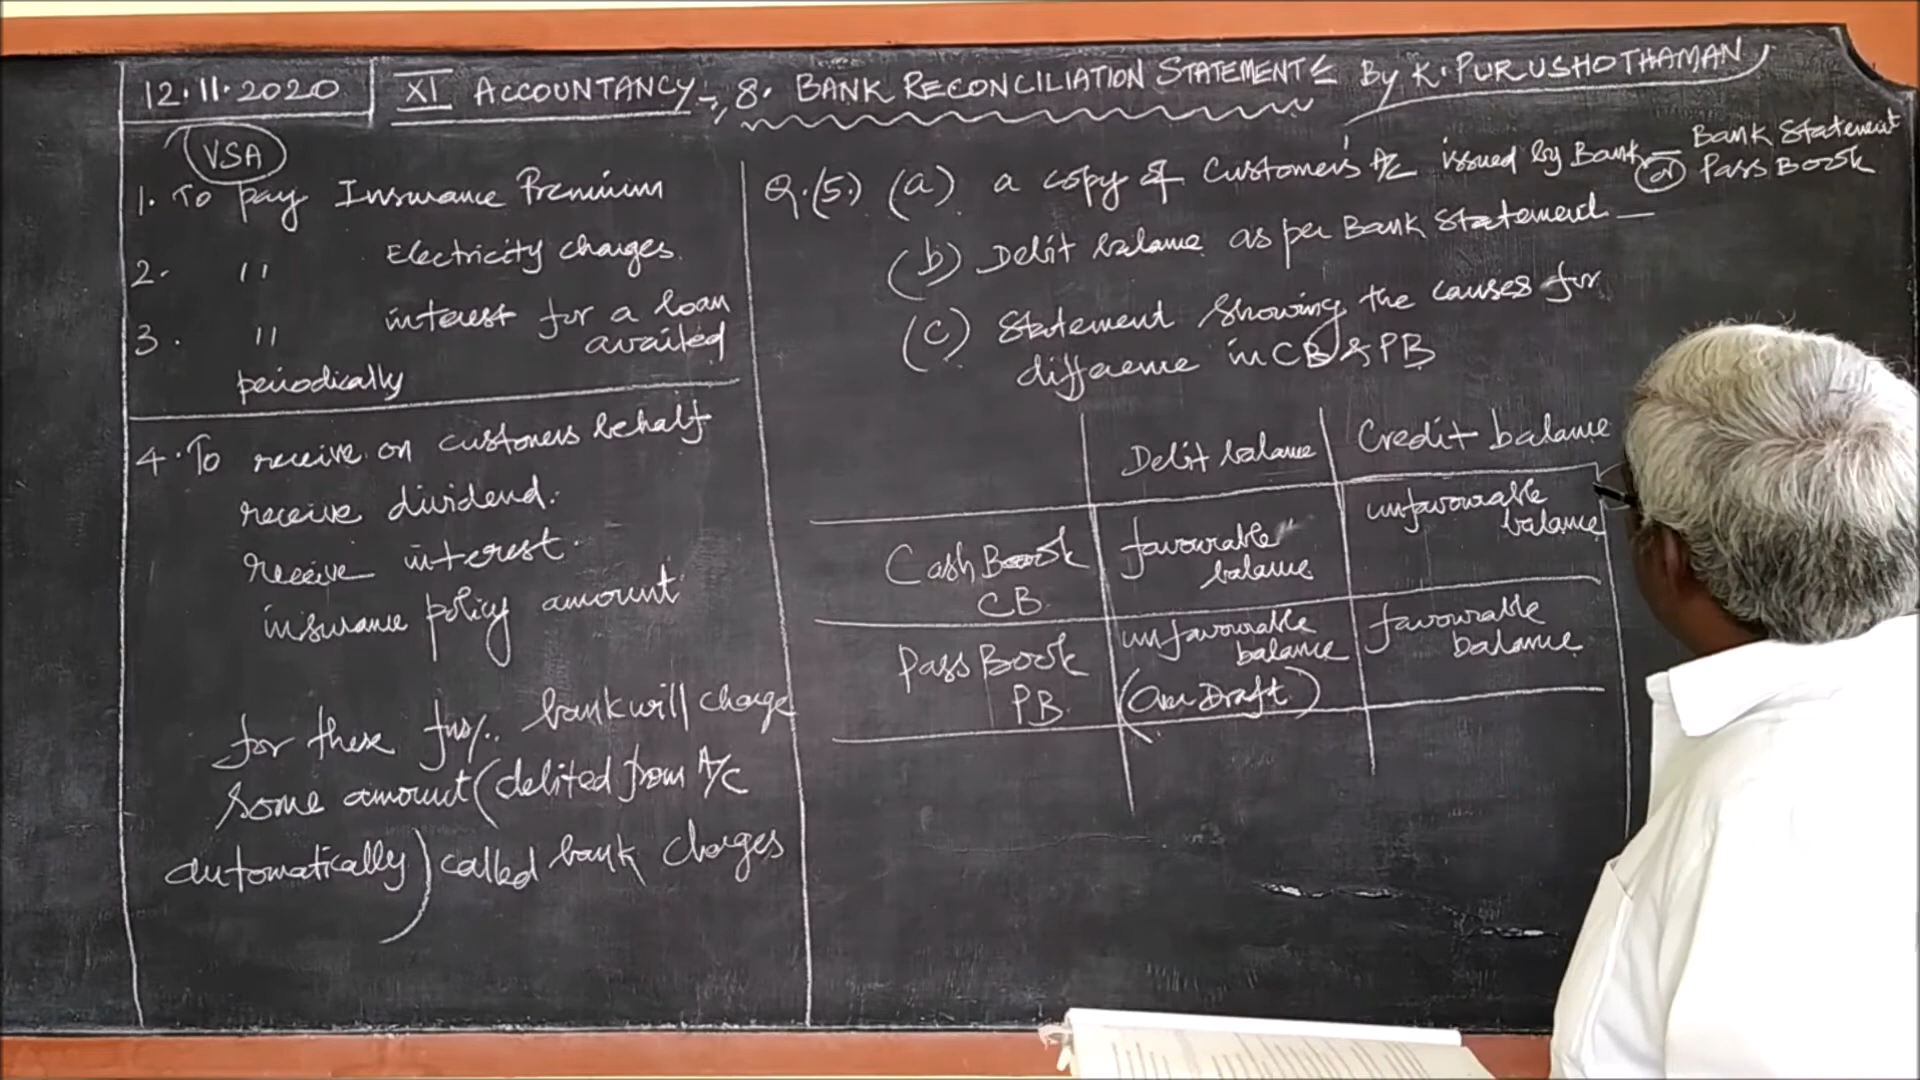 12.11.2020
XI ACCOUNTANCY - 8. BANK RECONCILIATION STATEMENT By K. PURUSHOTHAMAN
VSA
1. To pay Insurance Premium
2. " Electricity charges
3. " interest for a loan
availed
periodically
4. To receive on customers behalf
receive dividend.
receive interest.
insurance policy amount
for these fns/.. bank will charge
some amount (debited from A/C
automatically) called bank charges
Q.(5.) (a) a copy of Customer's A/c issued by Bank — Bank Statement
(or) Pass Book
(b) Debit balance as per Bank Statement —
(c) Statement showing the causes for
difference in CB & PB
Debit balance Credit balance
Cash Book
CB
favourable
balance
unfavourable
balance
Pass Book
PB
unfavourable
balance
(Over Draft)
favourable
balance